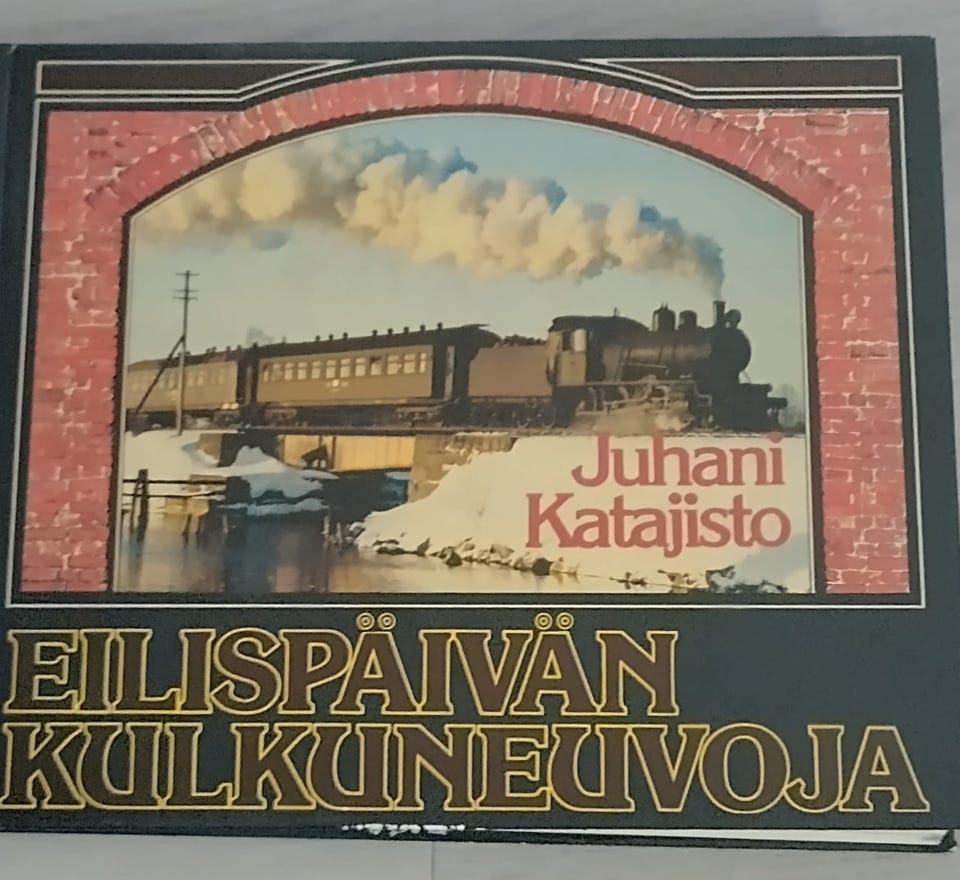 Juhani
Katajisto
EILISPÄIVÄN
KULKUNEUVOJA